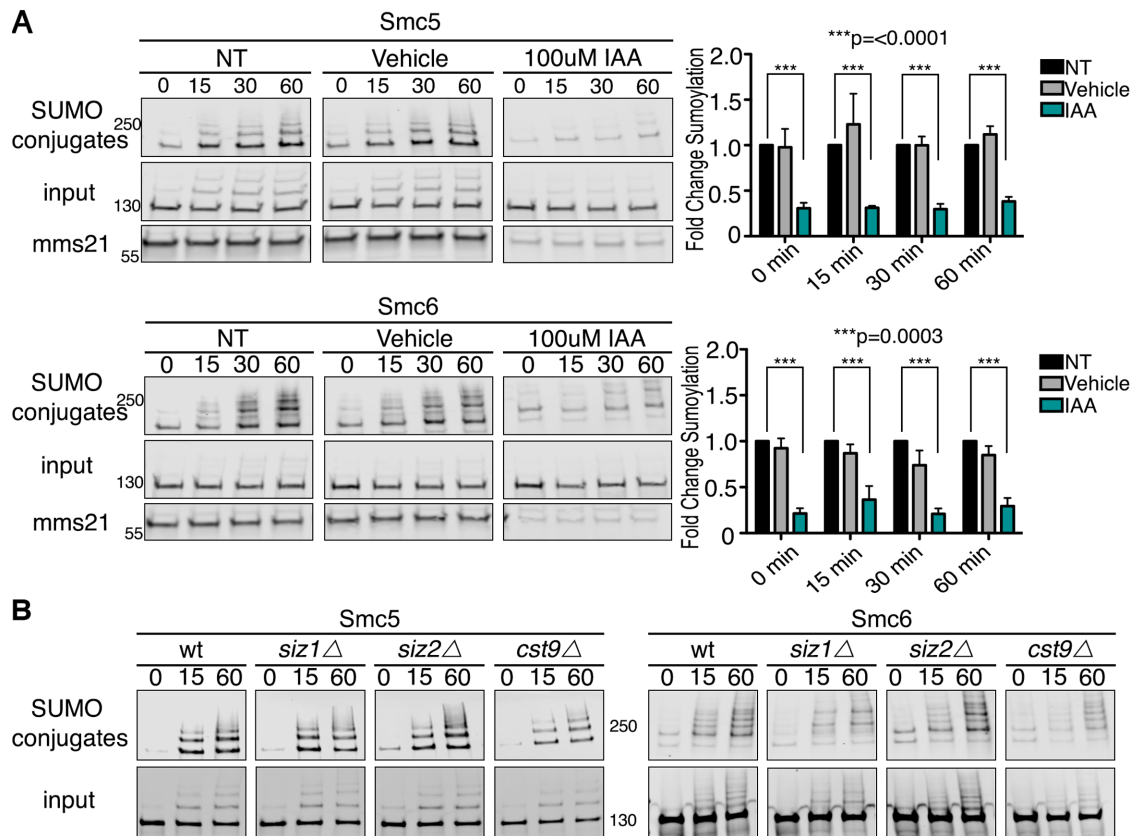 A
Smc5
NT Vehicle 100uM IAA
0 15 30 60 0 15 30 60 0 15 30 60
SUMO
conjugates
250
input
130
mms21
55
***p=<0.0001
*** *** *** ***
NT
Vehicle
IAA
Fold Change Sumoylation
2.0
1.5
1.0
0.5
0
0 min 15 min 30 min 60 min
Smc6
NT Vehicle 100uM IAA
0 15 30 60 0 15 30 60 0 15 30 60
SUMO
conjugates
250
input
130
mms21
55
***p=0.0003
*** *** *** ***
NT
Vehicle
IAA
Fold Change Sumoylation
2.0
1.5
1.0
0.5
0
0 min 15 min 30 min 60 min
B
Smc5
wt siz1△ siz2△ cst9△
0 15 60 0 15 60 0 15 60 0 15 60
SUMO
conjugates
input
250
130
Smc6
wt siz1△ siz2△ cst9△
0 15 60 0 15 60 0 15 60 0 15 60